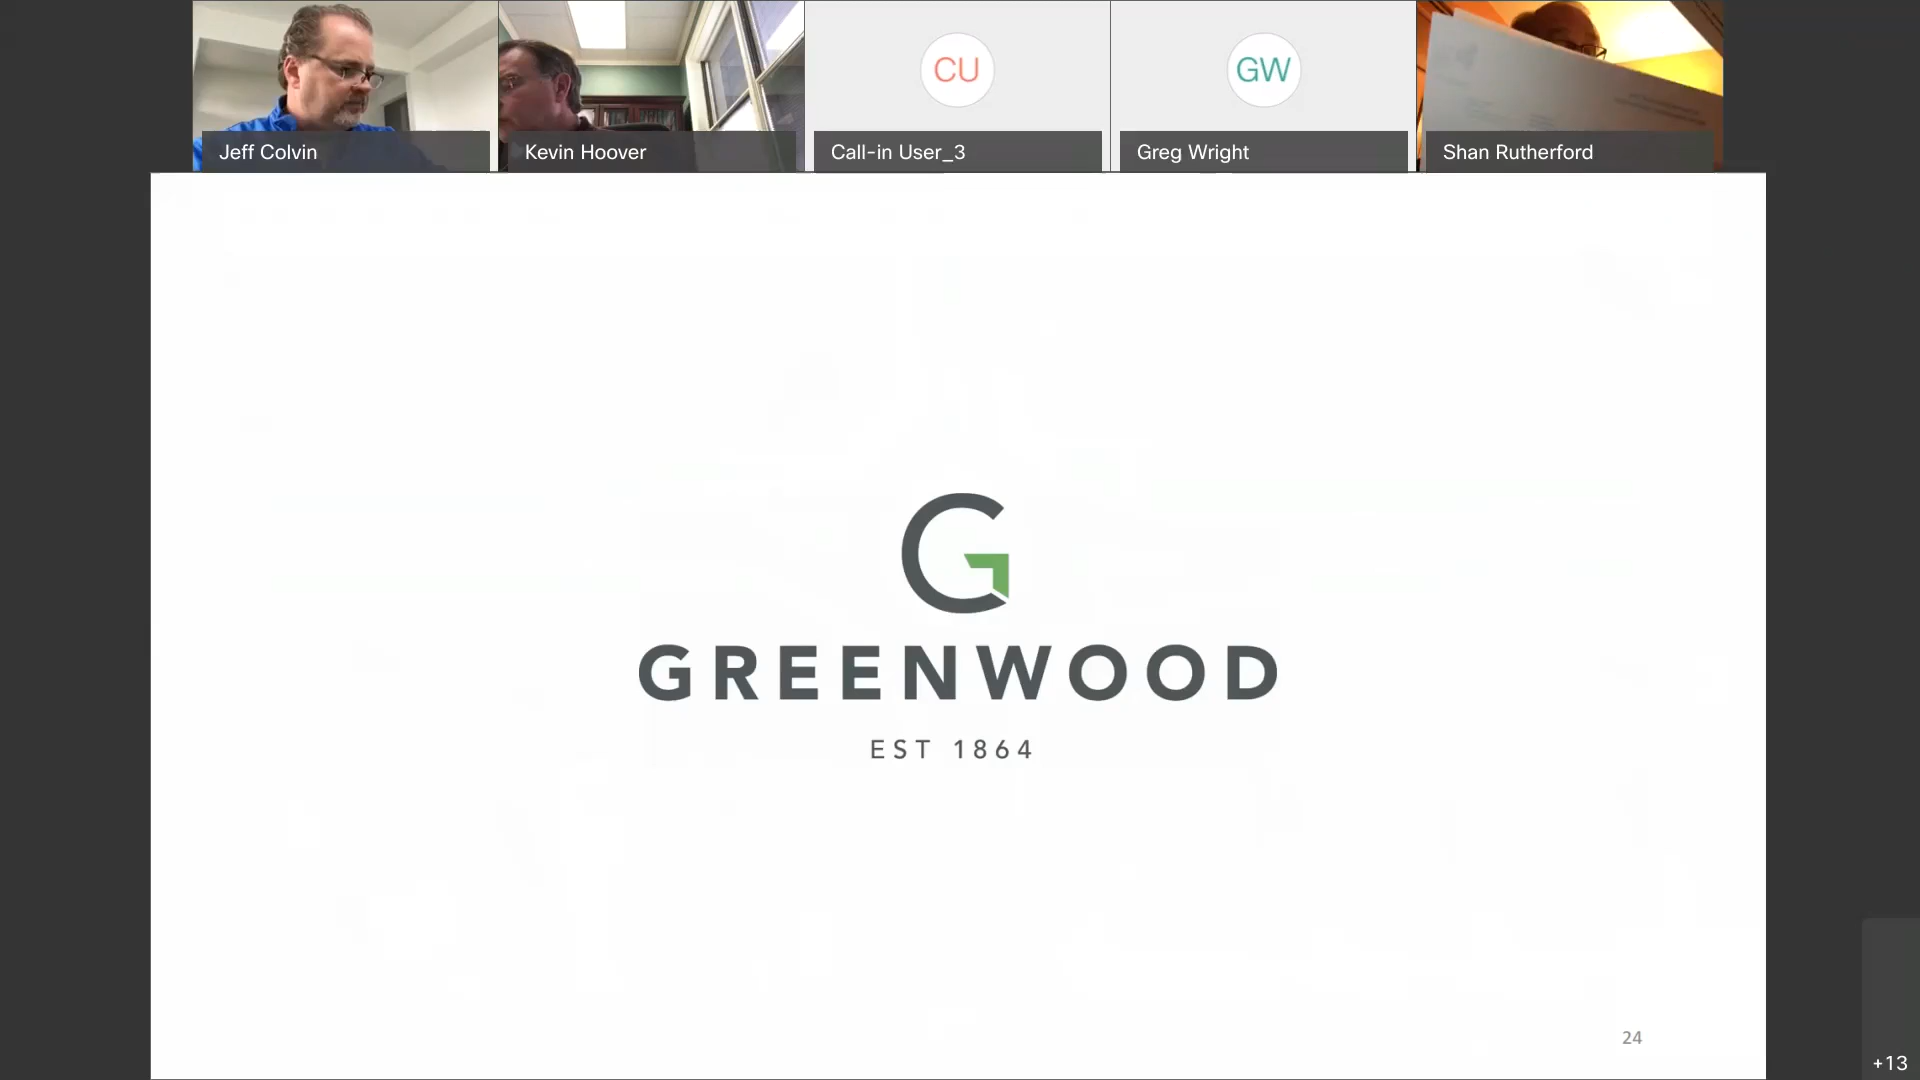 CU
GW
Jeff Colvin
Kevin Hoover
Call-in User_3
Greg Wright
Shan Rutherford
G
GREENWOOD
EST 1864
24
+13